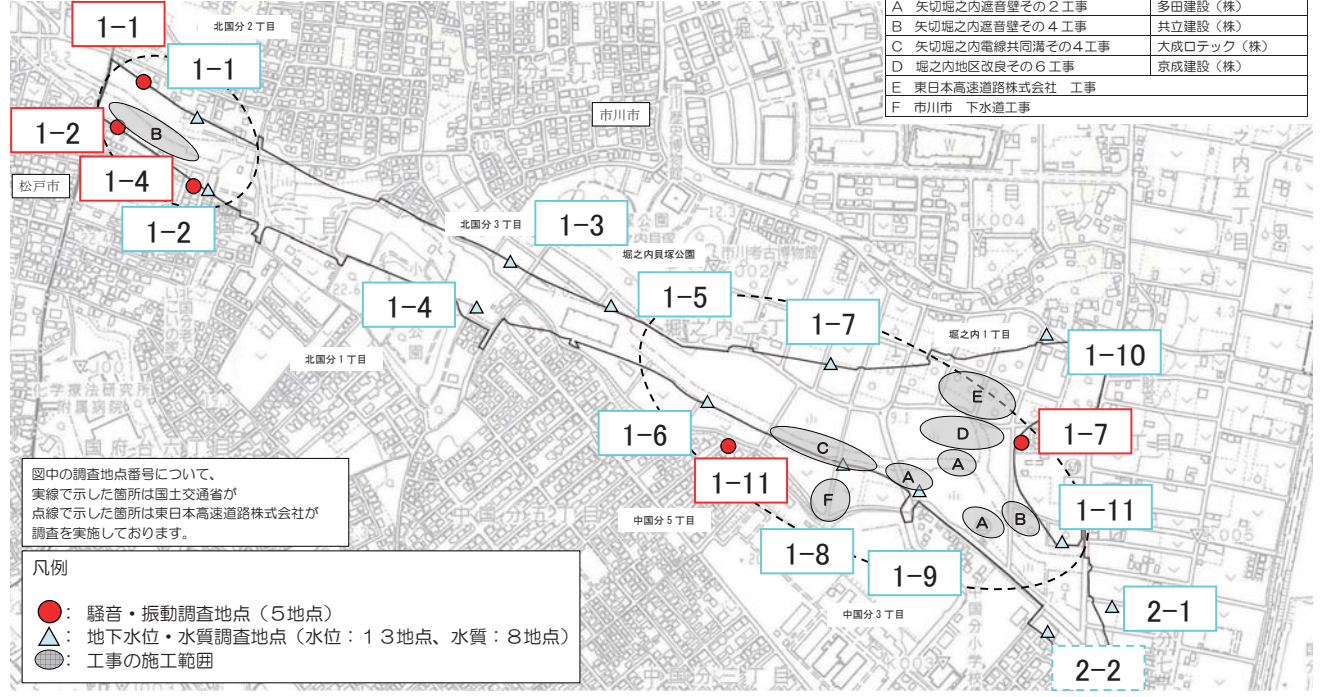 A 矢切堀之内遮音壁その２工事 多田建設（株）
B 矢切堀之内遮音壁その４工事 共立建設（株）
C 矢切堀之内電線共同溝その4工事 大成ロテック（株）
D 堀之内地区改良その６工事 京成建設（株）
E 東日本高速道路株式会社 工事
F 市川市 下水道工事
1-1
北国分２丁目
1-1
市川市
1-2
B
1-4
松戸市
1-2
北国分３丁目
1-3
堀之内貝塚公園
1-5
1-4
1-7
堀之内１丁目
1-10
北国分１丁目
E
1-6
D
1-7
C
A
1-11
A
F
中国分５丁目
A
B
1-11
1-8
1-9
中国分３丁目
2-1
2-2
図中の調査地点番号について、
実線で示した箇所は国土交通省が
点線で示した箇所は東日本高速道路株式会社が
調査を実施しております。
凡例
： 騒音・振動調査地点（５地点）
： 地下水位・水質調査地点（水位：１３地点、水質：８地点）
： 工事の施工範囲